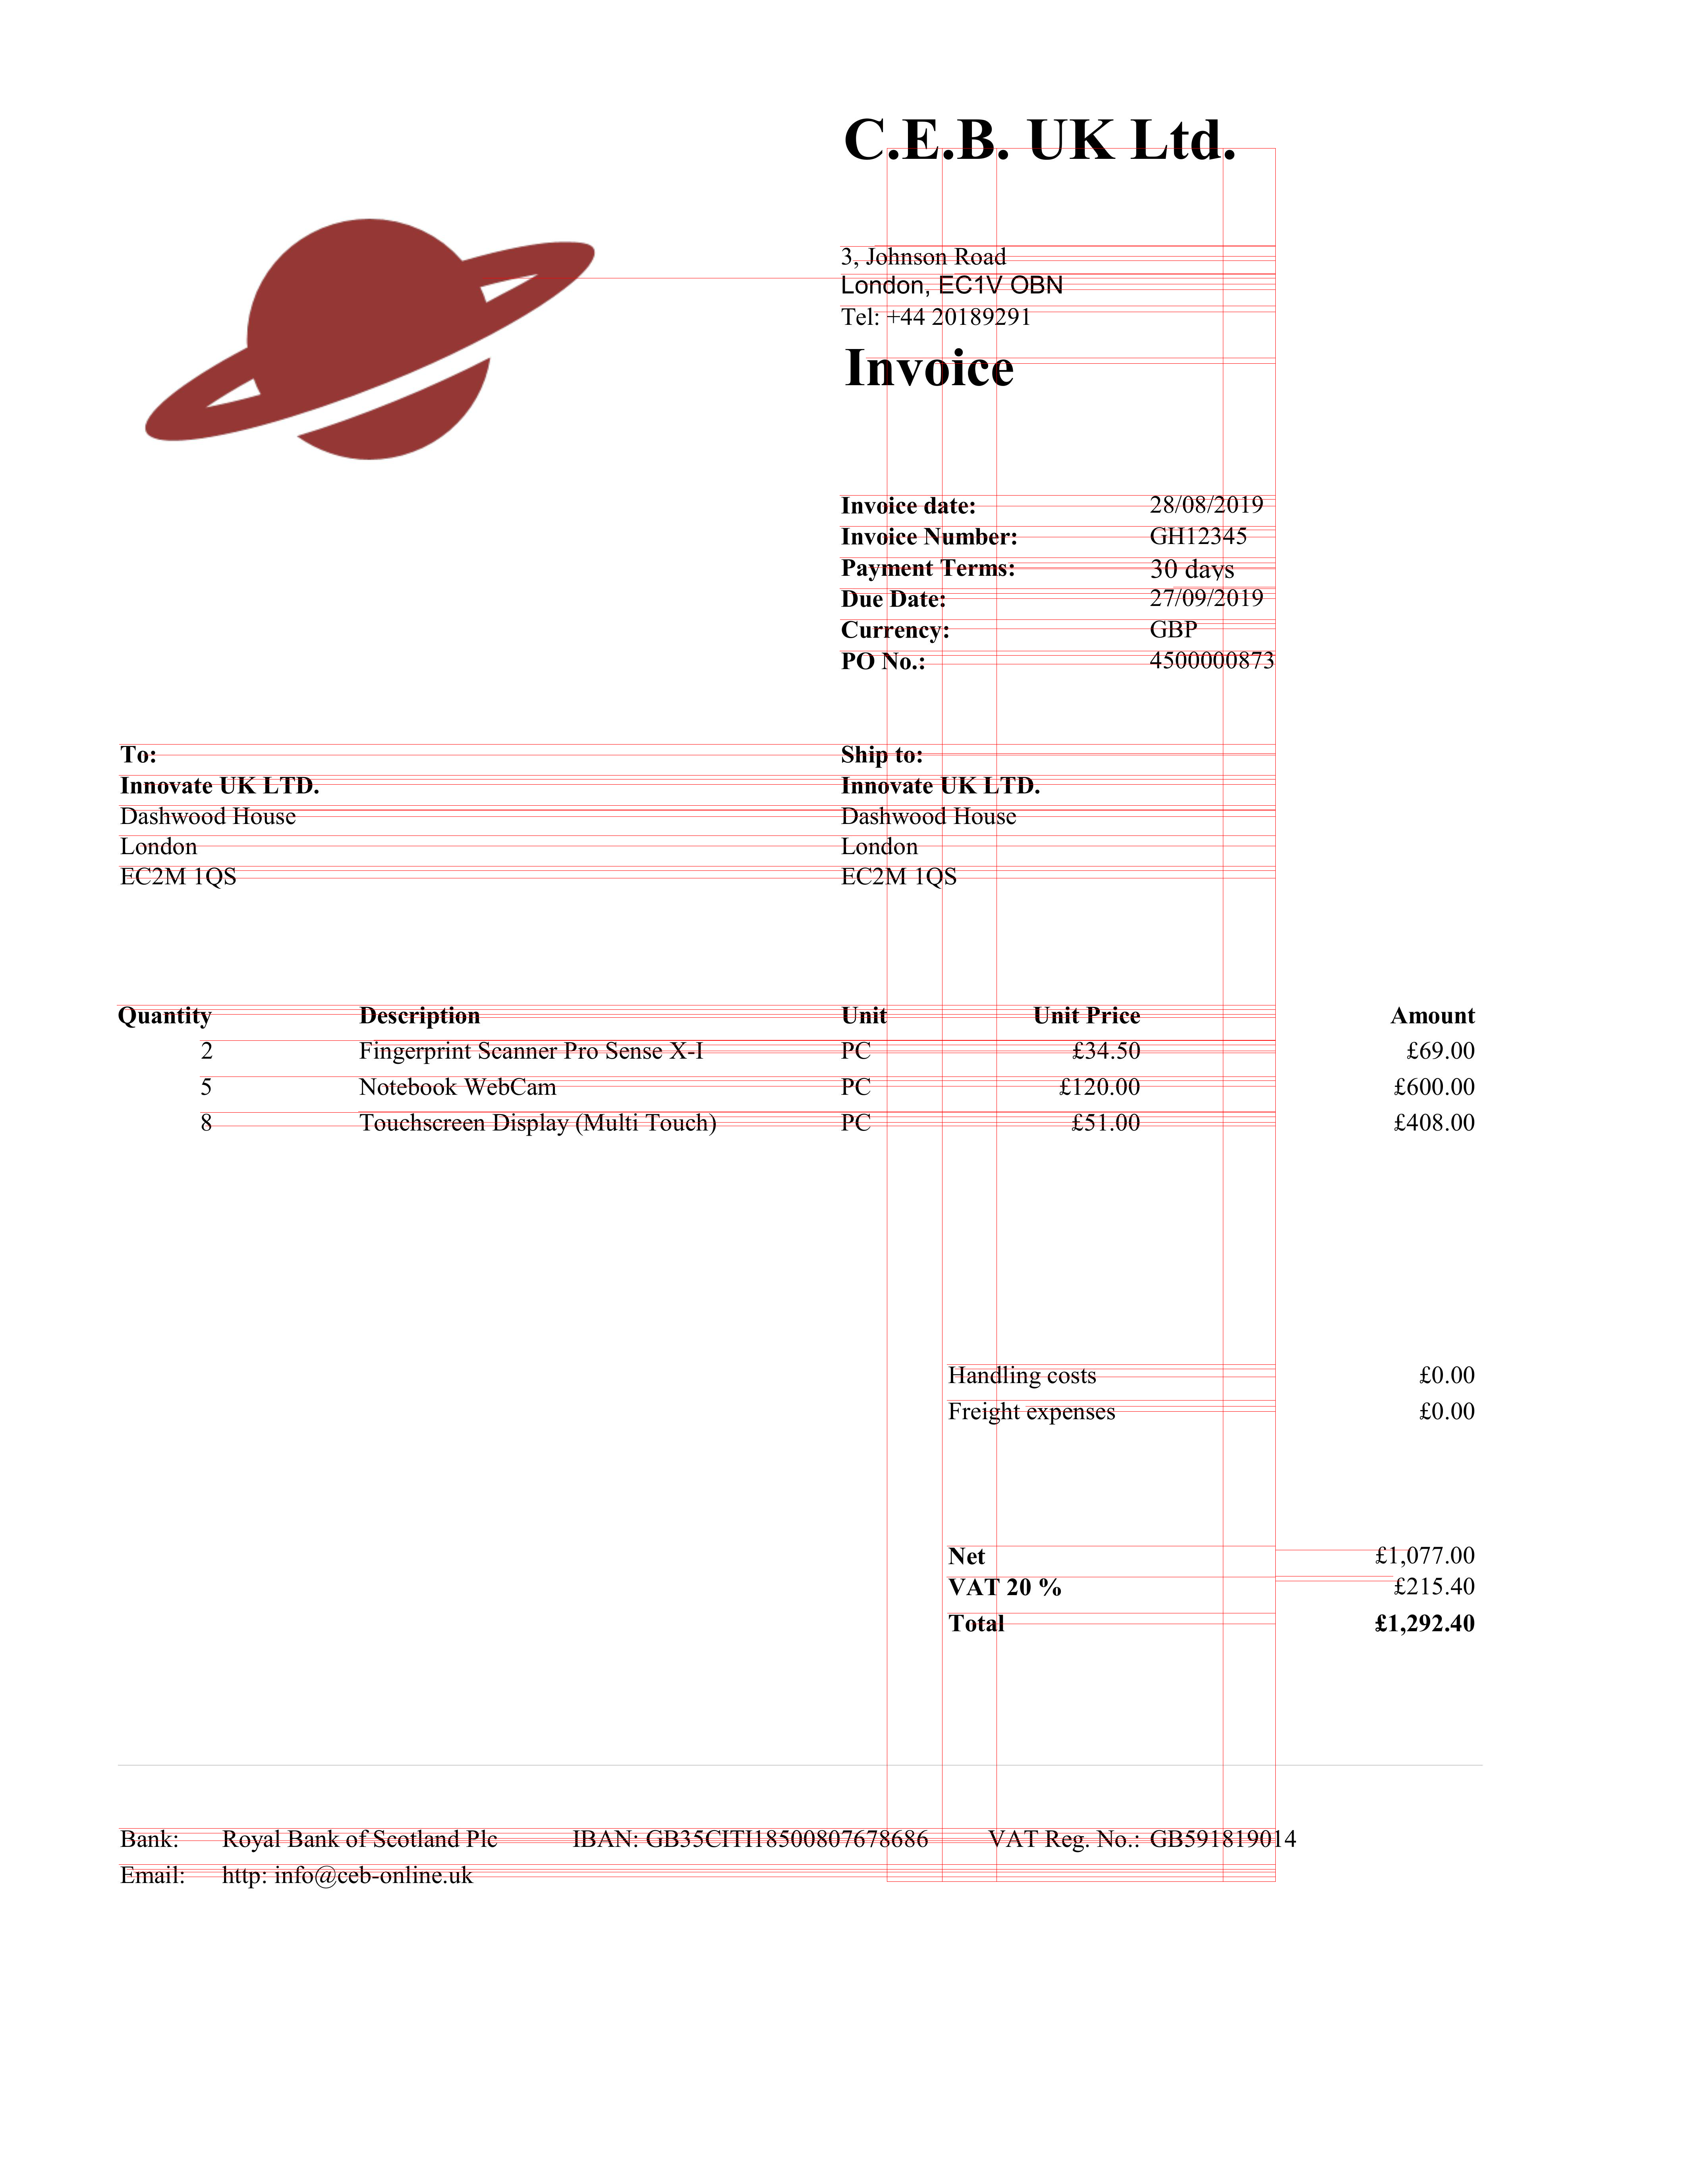 C.E.B. UK Ltd.
3, Johnson Road
London, EC1V OBN
Tel: +44 20189291
Invoice
Invoice date: 28/08/2019
Invoice Number: GH12345
Payment Terms: 30 days
Due Date: 27/09/2019
Currency: GBP
PO No.: 4500000873
To: Ship to:
Innovate UK LTD. Innovate UK LTD.
Dashwood House Dashwood House
London London
EC2M 1QS EC2M 1QS
Quantity Description Unit Unit Price Amount
2 Fingerprint Scanner Pro Sense X-I PC £34.50 £69.00
5 Notebook WebCam PC £120.00 £600.00
8 Touchscreen Display (Multi Touch) PC £51.00 £408.00
Handling costs £0.00
Freight expenses £0.00
Net £1,077.00
VAT 20 % £215.40
Total £1,292.40
Bank: Royal Bank of Scotland Plc IBAN: GB35CITI18500807678686 VAT Reg. No.: GB591819014
Email: http: info@ceb-online.uk